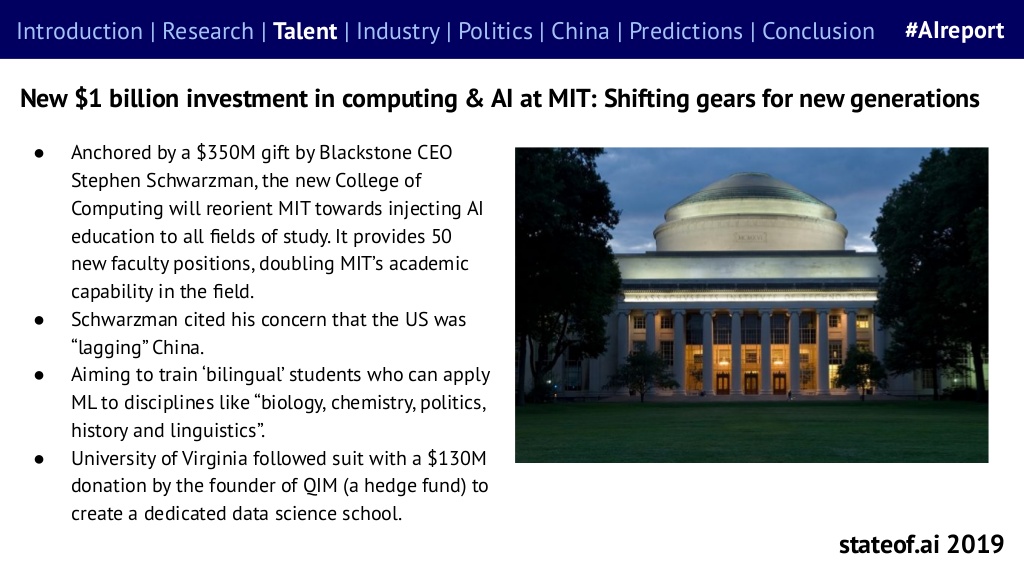 Introduction | Research | Talent | Industry | Politics | China | Predictions | Conclusion #AIreport
New $1 billion investment in computing & AI at MIT: Shifting gears for new generations
● Anchored by a $350M gift by Blackstone CEO
Stephen Schwarzman, the new College of
Computing will reorient MIT towards injecting AI
education to all fields of study. It provides 50
new faculty positions, doubling MIT’s academic
capability in the field.
● Schwarzman cited his concern that the US was
“lagging” China.
● Aiming to train ‘bilingual’ students who can apply
ML to disciplines like “biology, chemistry, politics,
history and linguistics”.
● University of Virginia followed suit with a $130M
donation by the founder of QIM (a hedge fund) to
create a dedicated data science school.
stateof.ai 2019